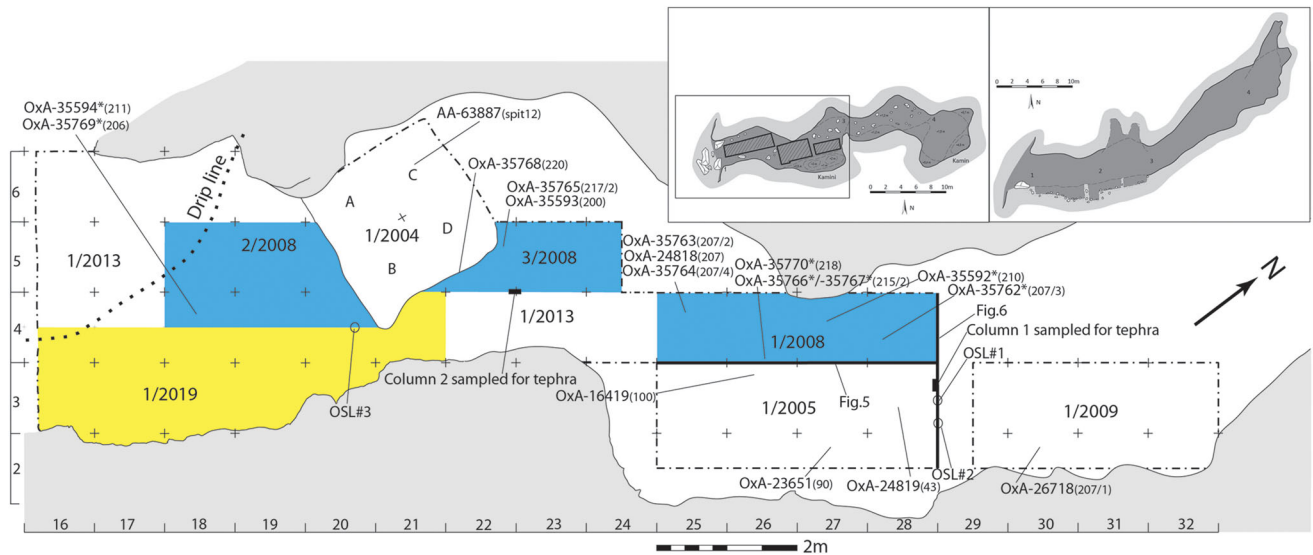 OxA-35594*(211)
OxA-35769*(206)
AA-63887(spit12)
OxA-35768(220)
OxA-35765(217/2)
OxA-35593(200)
Drip line
C
A
1/2004
D
B
1/2013
2/2008
3/2008
OxA-35763(207/2)
OxA-24818(207)
OxA-35764(207/4)
OxA-35770*(218)
OxA-35766*/-35767*(215/2)
OxA-35592*(210)
OxA-35762*(207/3)
Fig.6
Column 1 sampled for tephra
OSL#1
1/2013
1/2008
1/2019
OSL#3
Column 2 sampled for tephra
OxA-16419(100)
Fig.5
1/2005
1/2009
OxA-23651(90)
OxA-24819(43)
OSL#2
OxA-26718(207/1)
6
5
4
3
2
16 17 18 19 20 21 22 23 24 25 26 27 28 29 30 31 32
2m
N
1
3
4
Kamini
Kamin
0 2 4 6 8 10m
N
0 2 4 6 8 10m
N
1
2
3
4